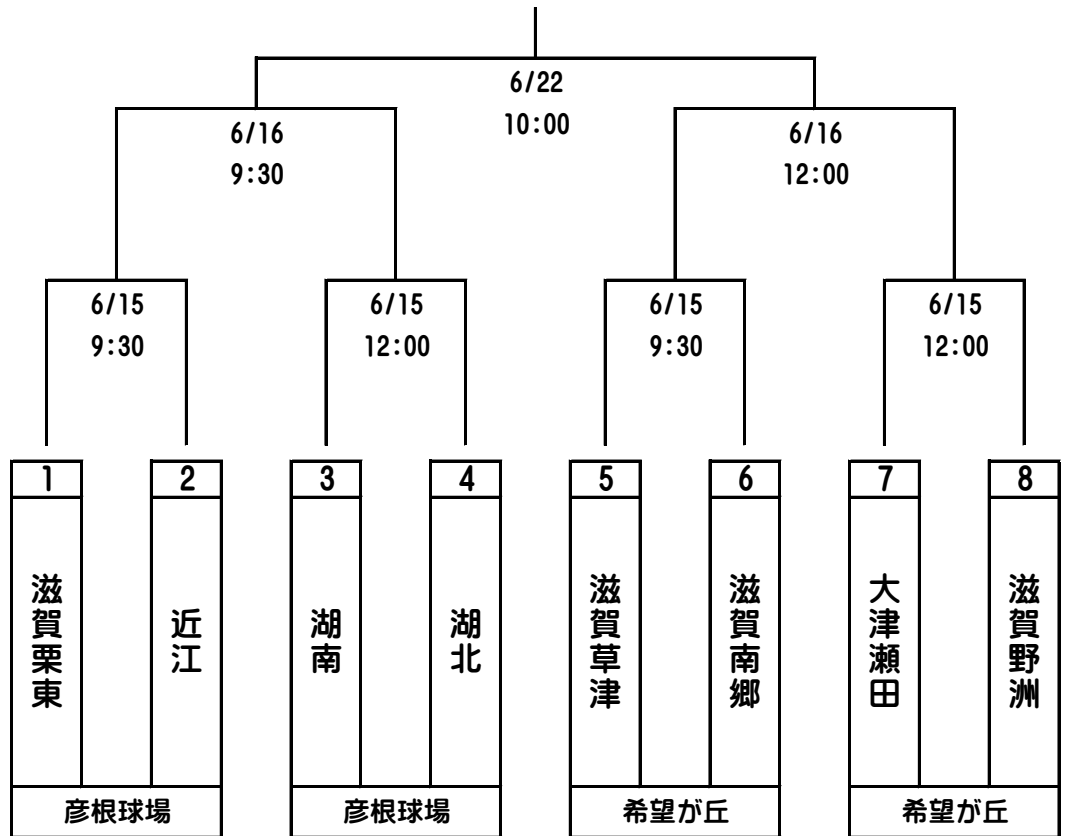 6/22
10:00
6/16
9:30
6/16
12:00
6/15
9:30
6/15
12:00
6/15
9:30
6/15
12:00
1
2
3
4
5
6
7
8
滋賀栗東
近江
湖南
湖北
滋賀草津
滋賀南郷
大津瀬田
滋賀野洲
彦根球場
彦根球場
希望が丘
希望が丘